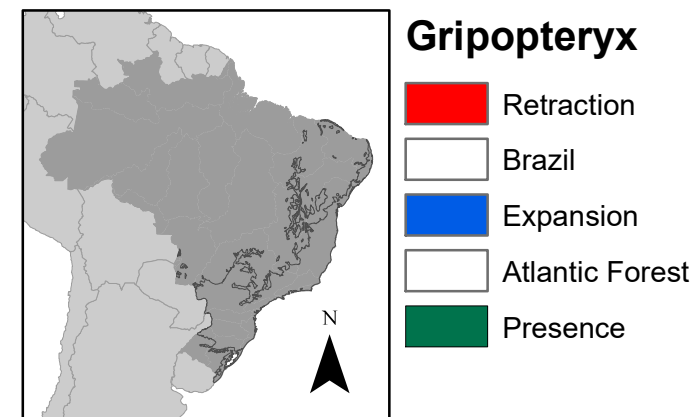 Gripopteryx
Retraction
Brazil
Expansion
Atlantic Forest
Presence
N